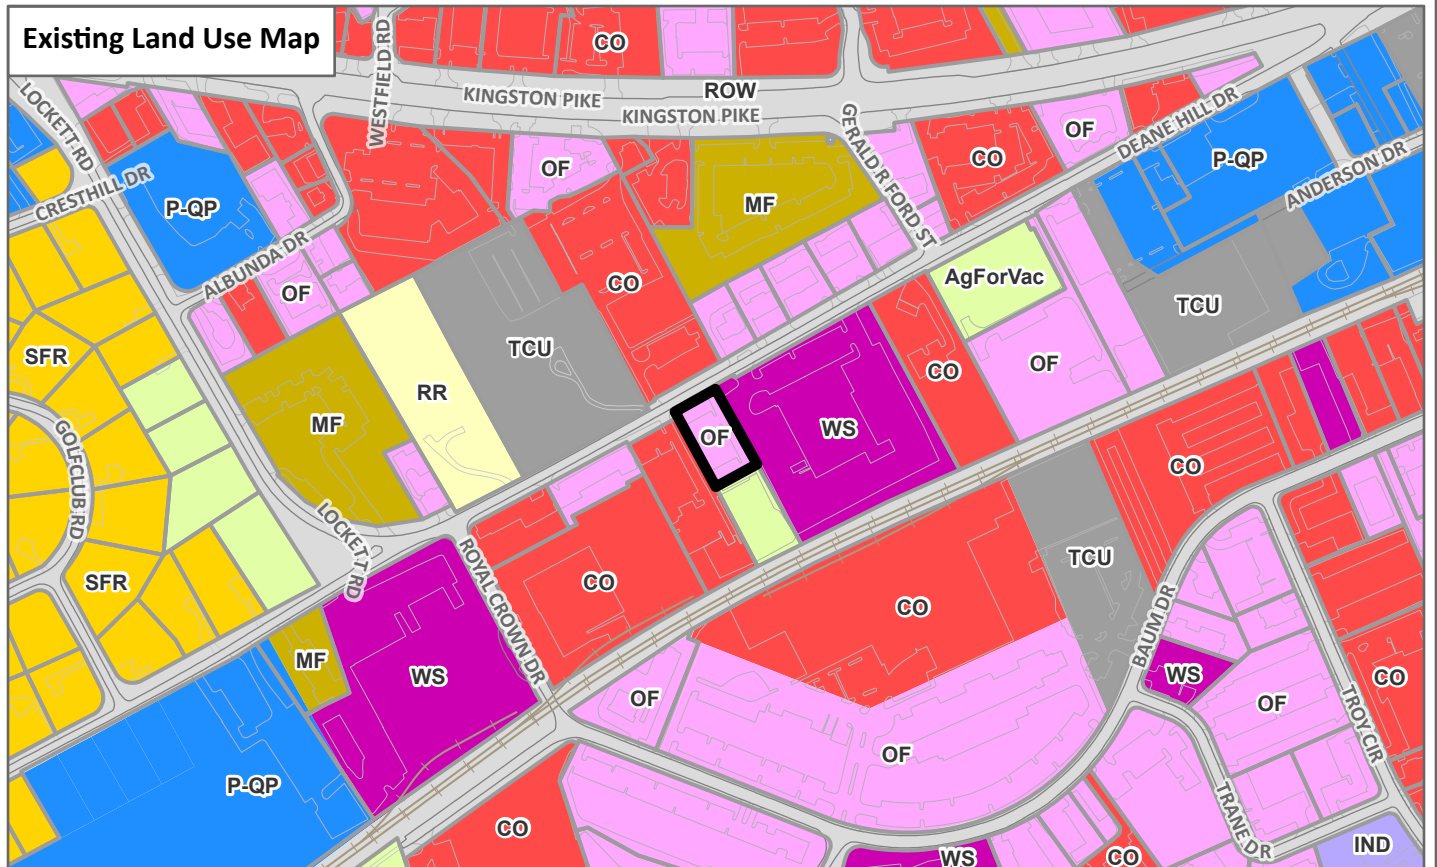 Existing Land Use Map
WESTFIELD RD
CO
ROW
KINGSTON PIKE
KINGSTON PIKE
LOCKETT RD
GERALD R FORD ST
OF
DEANE HILL DR
CO
P-QP
ANDERSON DR
OF
CRESTHILL DR
P-QP
MF
ALBUNDA DR
OF
CO
AgForVac
TCU
SFR
TCU
RR
OF
CO
MF
OF
WS
GOLFCLUB RD
CO
LOCKETT RD
ROYAL CROWN DR
TCU
SFR
CO
CO
BAUM DR
MF
WS
WS
CO
OF
OF
TROY CIR
OF
P-QP
TRANE DR
CO
IND
WS
CO